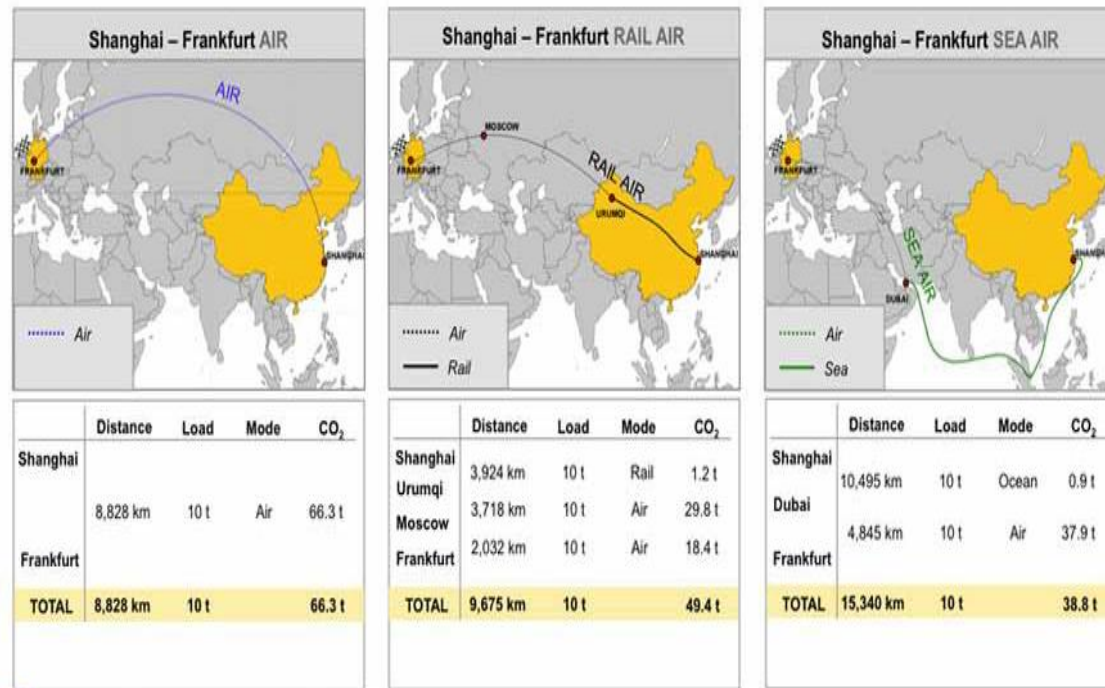 Shanghai – Frankfurt AIR
AIR
FRANKFURT
SHANGHAI
Air
Distance Load Mode CO₂
Shanghai
8,828 km 10 t Air 66.3 t
Frankfurt
TOTAL 8,828 km 10 t 66.3 t
Shanghai – Frankfurt RAIL AIR
MOSCOW
FRANKFURT
RAIL AIR
URUMQI
SHANGHAI
Air
Rail
Distance Load Mode CO₂
Shanghai
3,924 km 10 t Rail 1.2 t
Urumqi
3,718 km 10 t Air 29.8 t
Moscow
2,032 km 10 t Air 18.4 t
Frankfurt
TOTAL 9,675 km 10 t 49.4 t
Shanghai – Frankfurt SEA AIR
FRANKFURT
SEA AIR
SHANGHAI
DUBAI
Air
Sea
Distance Load Mode CO₂
Shanghai
10,495 km 10 t Ocean 0.9 t
Dubai
4,845 km 10 t Air 37.9 t
Frankfurt
TOTAL 15,340 km 10 t 38.8 t